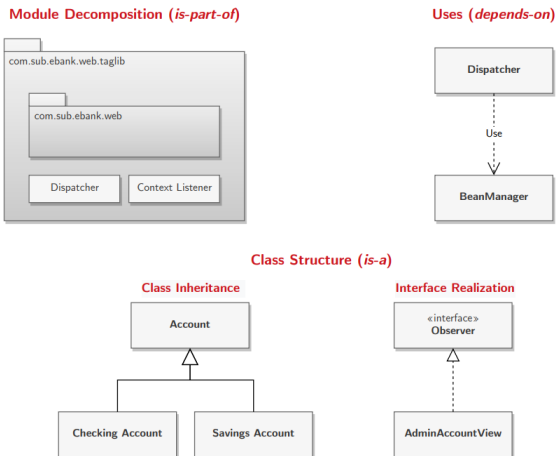 Module Decomposition (is-part-of)
com.sub.ebank.web.taglib
com.sub.ebank.web
Dispatcher
Context Listener
Uses (depends-on)
Dispatcher
Use
BeanManager
Class Structure (is-a)
Class Inheritance
Account
Checking Account
Savings Account
Interface Realization
«interface»
Observer
AdminAccountView